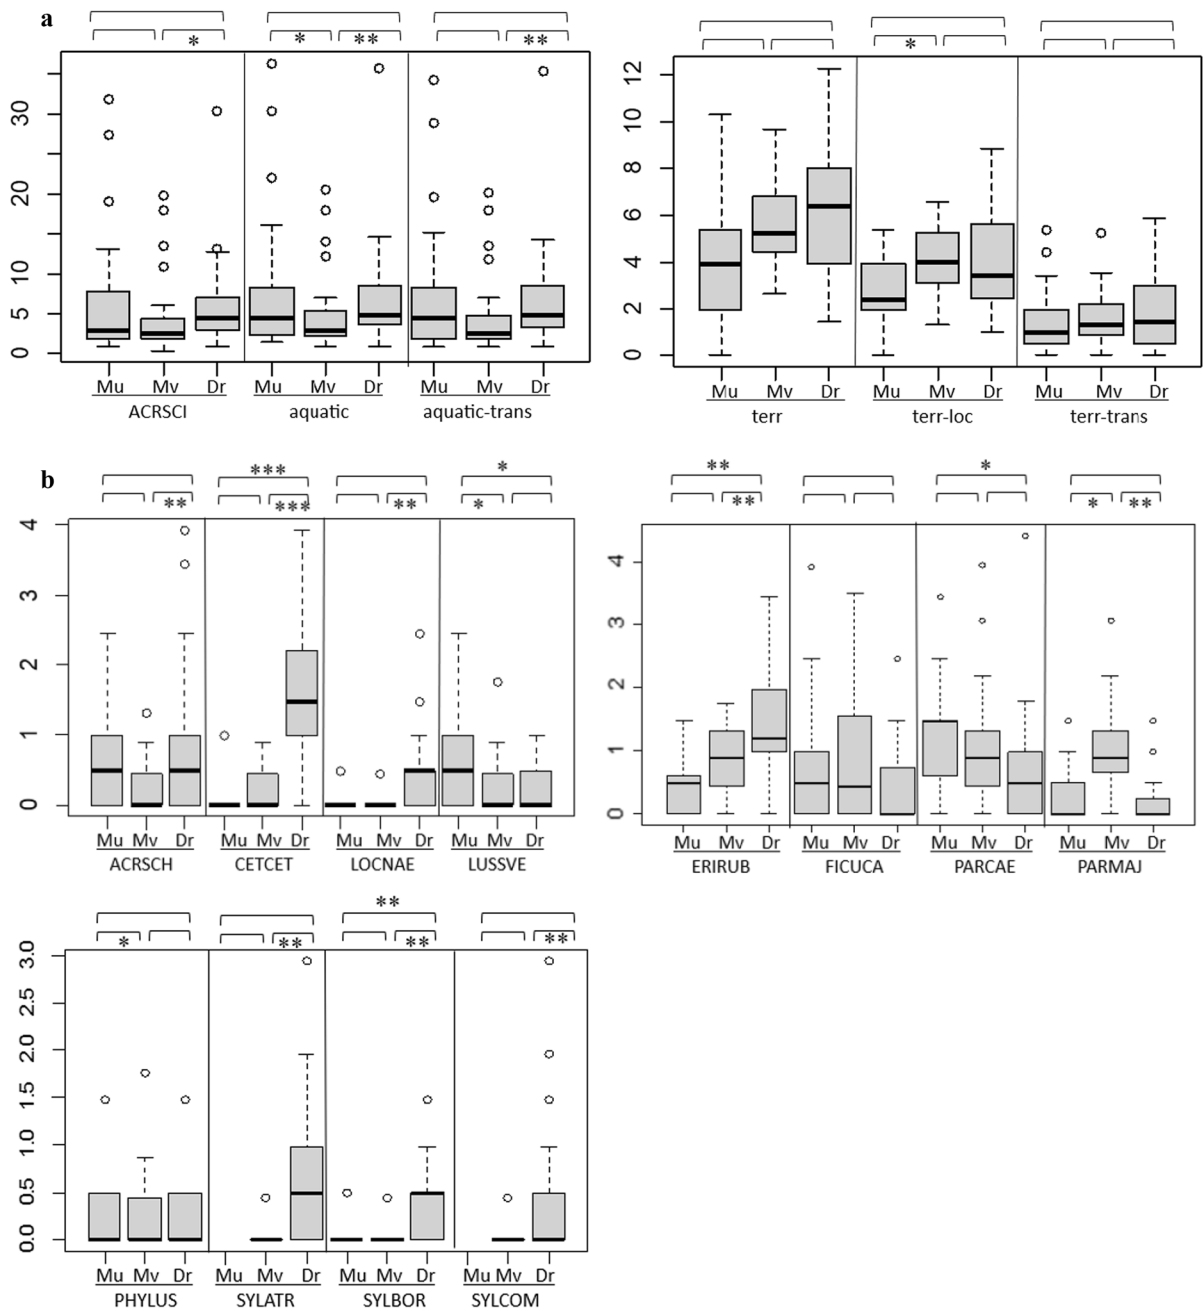 a
* * ** **
*
30
20
10
5
0
12
10
8
6
4
2
0
Mu Mv Dr Mu Mv Dr Mu Mv Dr
ACRSCI aquatic aquatic-trans
Mu Mv Dr Mu Mv Dr Mu Mv Dr
terr terr-loc terr-trans
b
*** *
** *** ** *
** *
** * **
4
3
2
1
0
4
3
2
1
0
Mu Mv Dr Mu Mv Dr Mu Mv Dr Mu Mv Dr
ACRSCH CETCET LOCNAE LUSSVE
Mu Mv Dr Mu Mv Dr Mu Mv Dr Mu Mv Dr
ERIRUB FICUCA PARCAE PARMAJ
**
* ** ** **
3.0
2.5
2.0
1.5
1.0
0.5
0.0
Mu Mv Dr Mu Mv Dr Mu Mv Dr Mu Mv Dr
PHYLUS SYLATR SYLBOR SYLCOM